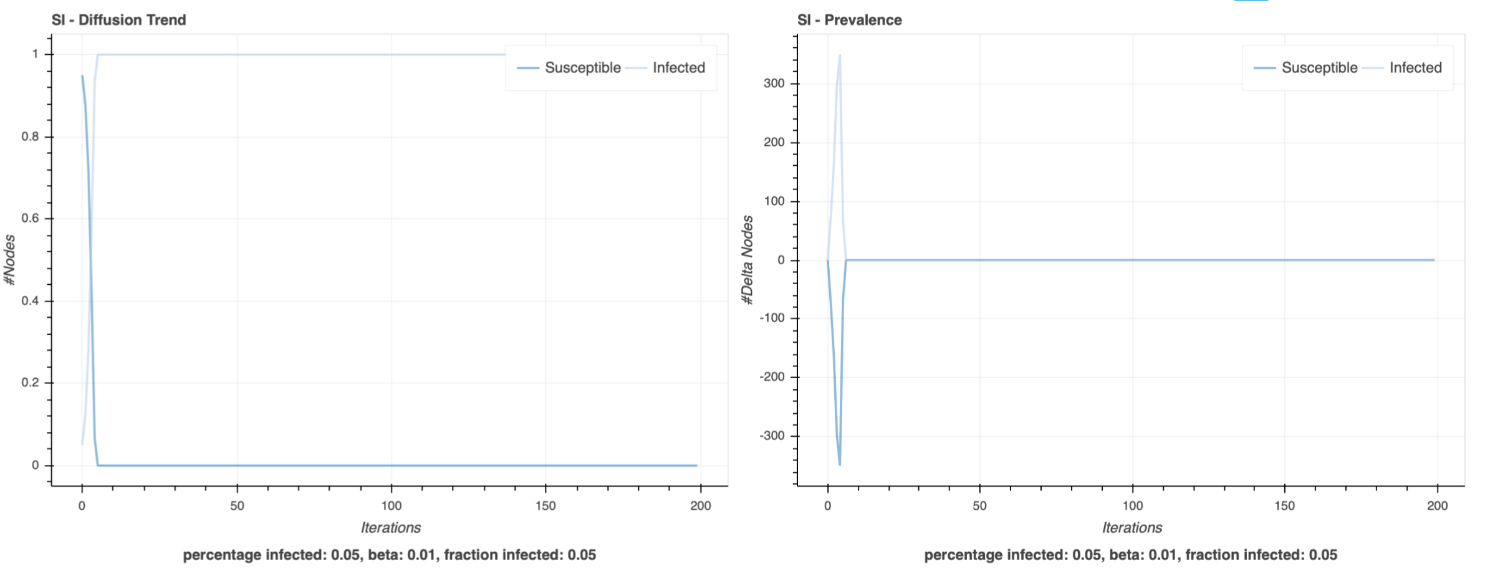 SI - Diffusion Trend
#Nodes
1
0.8
0.6
0.4
0.2
0
Susceptible Infected
0 50 100 150 200
Iterations
percentage infected: 0.05, beta: 0.01, fraction infected: 0.05
SI - Prevalence
#Delta Nodes
300
200
100
0
-100
-200
-300
Susceptible Infected
0 50 100 150 200
Iterations
percentage infected: 0.05, beta: 0.01, fraction infected: 0.05